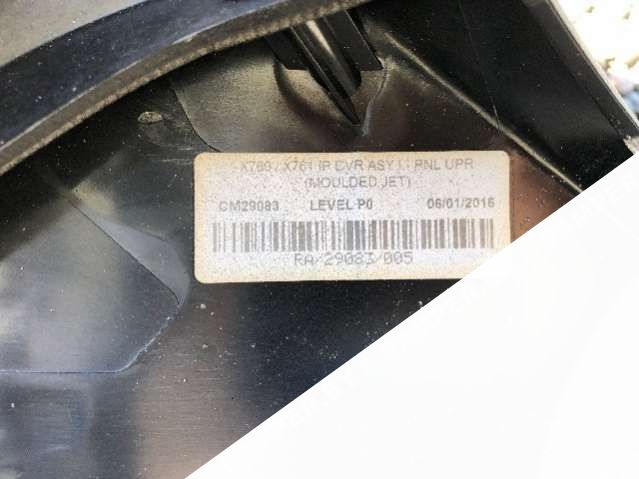 X760 / X761 IP CVR ASY I : PNL UPR
(MOULDED JET)
CM29083 LEVEL P0 06/01/2016
RA/29083/005